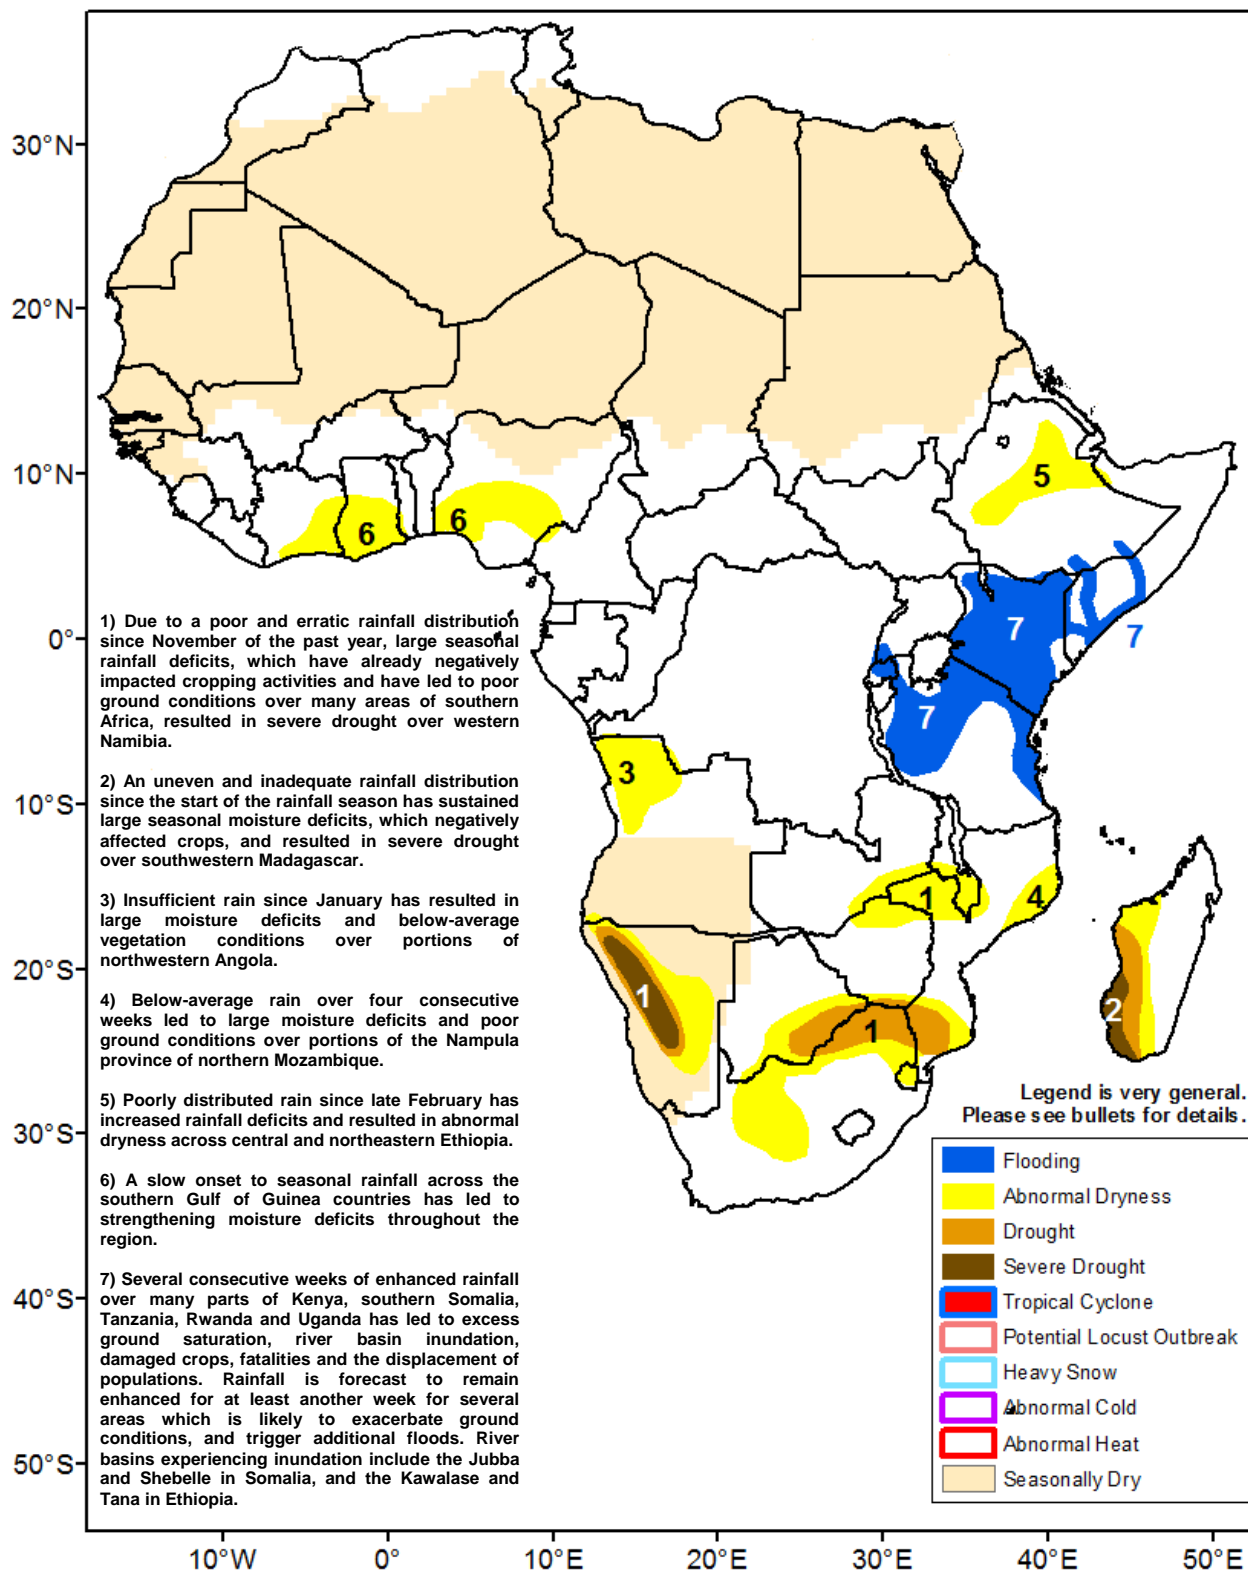 30°N
20°N
10°N
0°
10°S
20°S
30°S
40°S
50°S
10°W
0°
10°E
20°E
30°E
40°E
50°E
5
6
6
7
7
7
3
1
4
1
1
2
1) Due to a poor and erratic rainfall distribution
since November of the past year, large seasonal
rainfall deficits, which have already negatively
impacted cropping activities and have led to poor
ground conditions over many areas of southern
Africa, resulted in severe drought over western
Namibia.
2) An uneven and inadequate rainfall distribution
since the start of the rainfall season has sustained
large seasonal moisture deficits, which negatively
affected crops, and resulted in severe drought
over southwestern Madagascar.
3) Insufficient rain since January has resulted in
large moisture deficits and below-average
vegetation conditions over portions of
northwestern Angola.
4) Below-average rain over four consecutive
weeks led to large moisture deficits and poor
ground conditions over portions of the Nampula
province of northern Mozambique.
5) Poorly distributed rain since late February has
increased rainfall deficits and resulted in abnormal
dryness across central and northeastern Ethiopia.
6) A slow onset to seasonal rainfall across the
southern Gulf of Guinea countries has led to
strengthening moisture deficits throughout the
region.
7) Several consecutive weeks of enhanced rainfall
over many parts of Kenya, southern Somalia,
Tanzania, Rwanda and Uganda has led to excess
ground saturation, river basin inundation,
damaged crops, fatalities and the displacement of
populations. Rainfall is forecast to remain
enhanced for at least another week for several
areas which is likely to exacerbate ground
conditions, and trigger additional floods. River
basins experiencing inundation include the Jubba
and Shebelle in Somalia, and the Kawalase and
Tana in Ethiopia.
Legend is very general.
Please see bullets for details.
Flooding
Abnormal Dryness
Drought
Severe Drought
Tropical Cyclone
Potential Locust Outbreak
Heavy Snow
Abnormal Cold
Abnormal Heat
Seasonally Dry